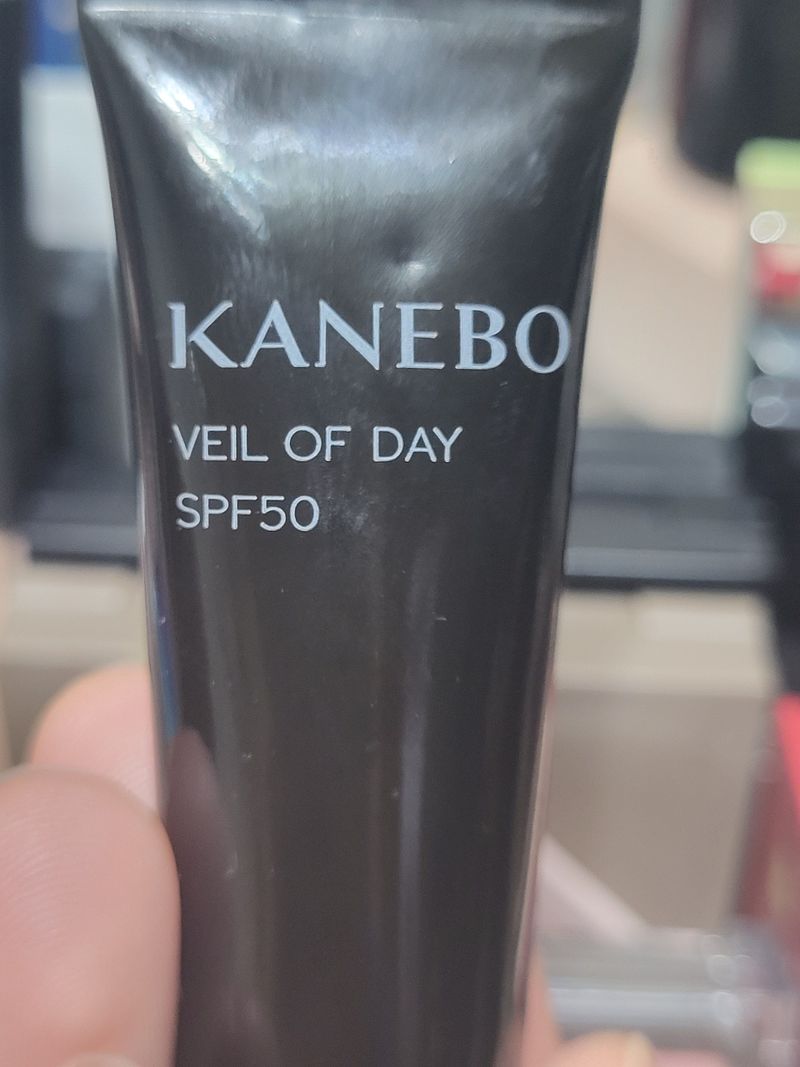 KANEBO
VEIL OF DAY
SPF50